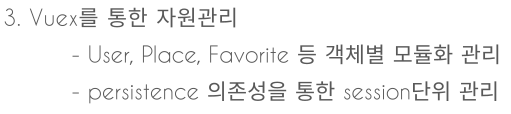 3. Vuex를 통한 자원관리
- User, Place, Favorite 등 객체별 모듈화 관리
- persistence 의존성을 통한 session단위 관리